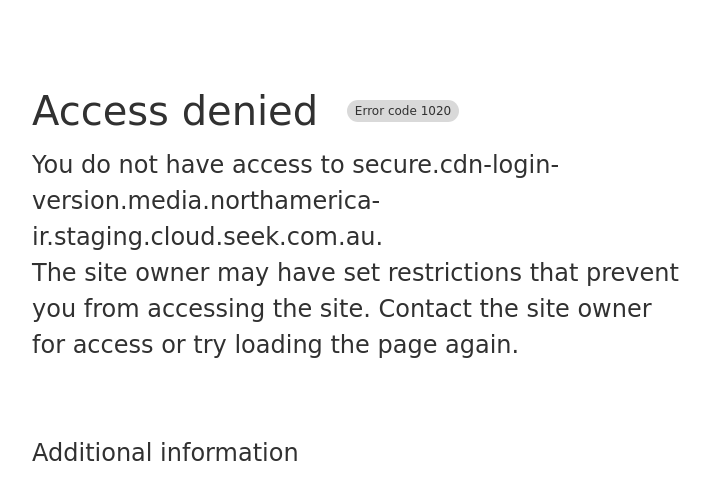 Access denied Error code 1020
You do not have access to secure.cdn-login-
version.media.northamerica-
ir.staging.cloud.seek.com.au.
The site owner may have set restrictions that prevent
you from accessing the site. Contact the site owner
for access or try loading the page again.
Additional information